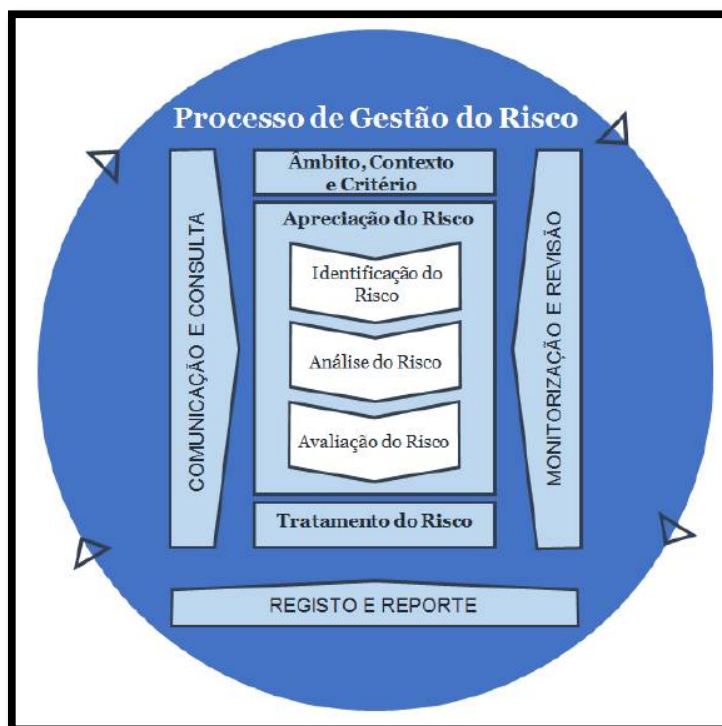 Processo de Gestão do Risco
Âmbito, Contexto
e Critério
Apreciação do Risco
Identificação do
Risco
Análise do Risco
Avaliação do Risco
Tratamento do Risco
COMUNICAÇÃO E CONSULTA
MONITORIZAÇÃO E REVISÃO
REGISTO E REPORTE